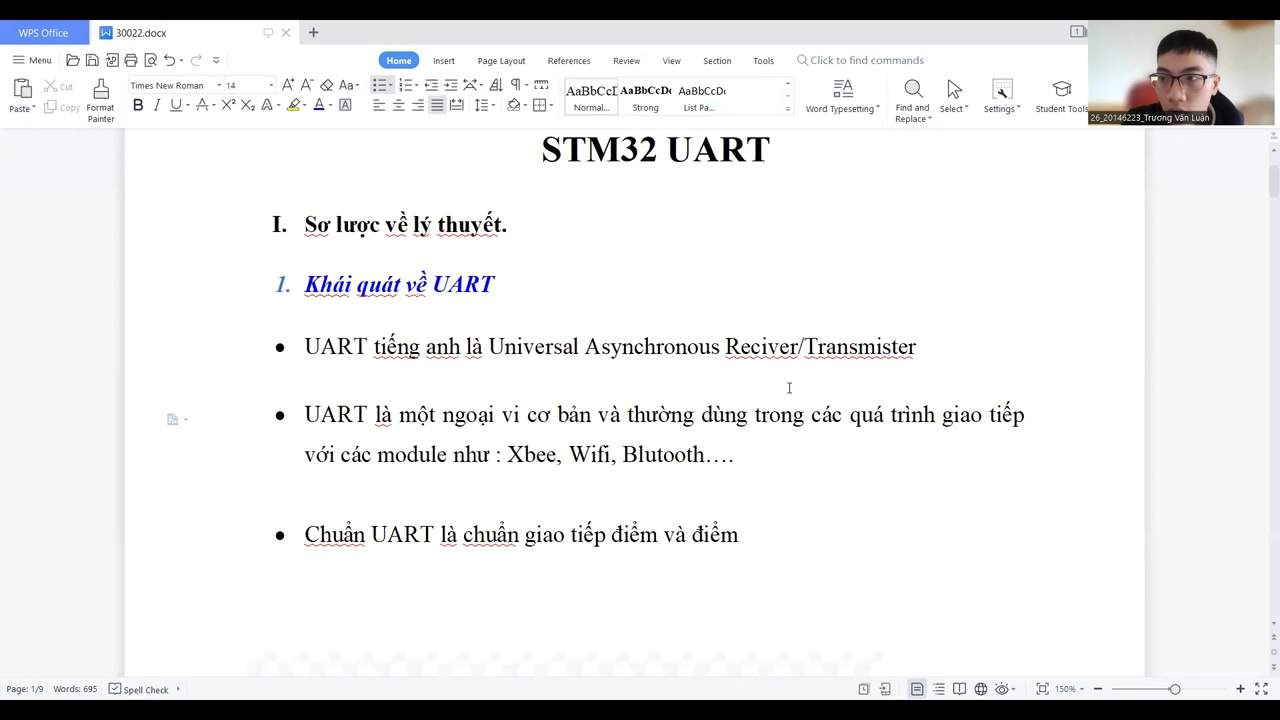 WPS Office
30022.docx
1
Menu
Home
Insert
Page Layout
References
Review
View
Section
Tools
Click to find commands
Paste
Cut
Copy
Format
Painter
Times New Roman
14
AaBbCcD
AaBbCcDc
AaBbCcDc
Normal...
Strong
List Pa...
Word Typesetting
Find and
Replace
Select
Settings
Student Tools
26_20146223_Trương Văn Luận
STM32 UART
I. Sơ lược về lý thuyết.
1. Khái quát về UART
• UART tiếng anh là Universal Asynchronous Reciver/Transmister
• UART là một ngoại vi cơ bản và thường dùng trong các quá trình giao tiếp
với các module như : Xbee, Wifi, Blutooth….
• Chuẩn UART là chuẩn giao tiếp điểm và điểm
Page: 1/9
Words: 695
Spell Check
150%